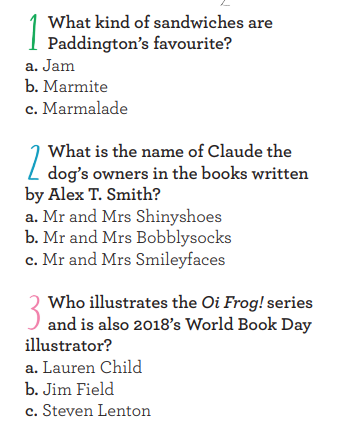 1 What kind of sandwiches are
Paddington's favourite?
a. Jam
b. Marmite
c. Marmalade
2 What is the name of Claude the
dog's owners in the books written
by Alex T. Smith?
a. Mr and Mrs Shinyshoes
b. Mr and Mrs Bobblysocks
c. Mr and Mrs Smileyfaces
3 Who illustrates the Oi Frog! series
and is also 2018's World Book Day
illustrator?
a. Lauren Child
b. Jim Field
c. Steven Lenton